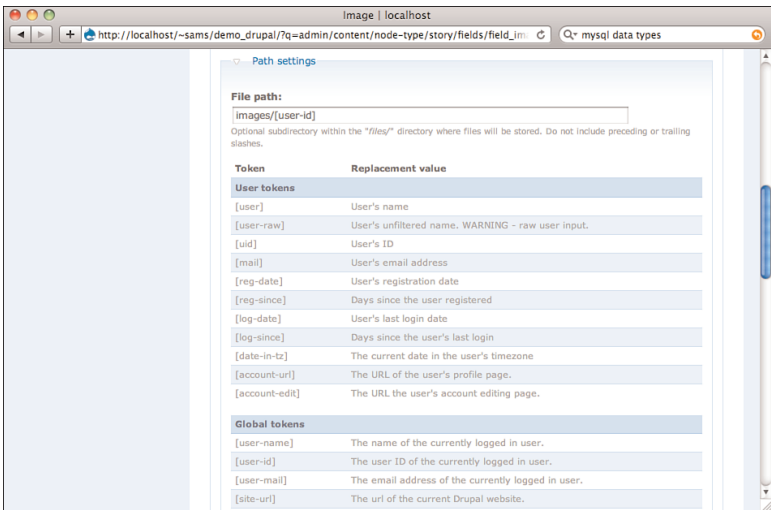 Image | localhost
http://localhost/~sams/demo_drupal/?q=admin/content/node-type/story/fields/field_im
mysql data types
Path settings
File path:
images/[user-id]
Optional subdirectory within the "files/" directory where files will be stored. Do not include preceding or trailing
slashes.
Token Replacement value
User tokens
[user] User's name
[user-raw] User's unfiltered name. WARNING - raw user input.
[uid] User's ID
[mail] User's email address
[reg-date] User's registration date
[reg-since] Days since the user registered
[log-date] User's last login date
[log-since] Days since the user's last login
[date-in-tz] The current date in the user's timezone
[account-url] The URL of the user's profile page.
[account-edit] The URL the user's account editing page.
Global tokens
[user-name] The name of the currently logged in user.
[user-id] The user ID of the currently logged in user.
[user-mail] The email address of the currently logged in user.
[site-url] The url of the current Drupal website.